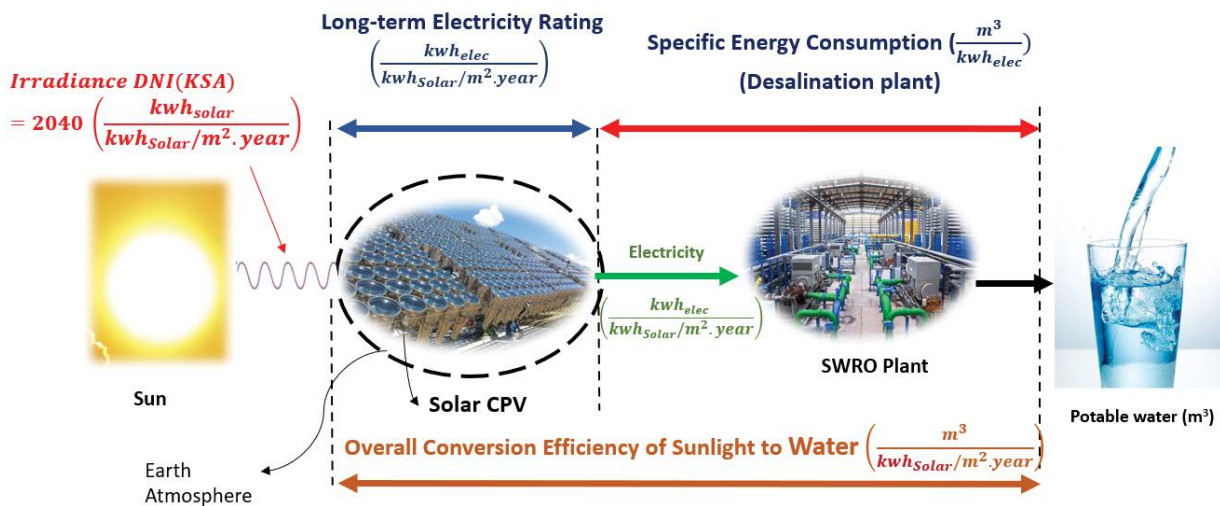 Long-term Electricity Rating
(kwh_elec / kwh_Solar/m².year)
Specific Energy Consumption (m³ / kwh_elec)
(Desalination plant)
Irradiance DNI(KSA)
= 2040 (kwh_solar / kwh_Solar/m².year)
Electricity
(kwh_elec / kwh_Solar/m².year)
SWRO Plant
Sun
Solar CPV
Potable water (m³)
Overall Conversion Efficiency of Sunlight to Water (m³ / kwh_Solar/m².year)
Earth
Atmosphere